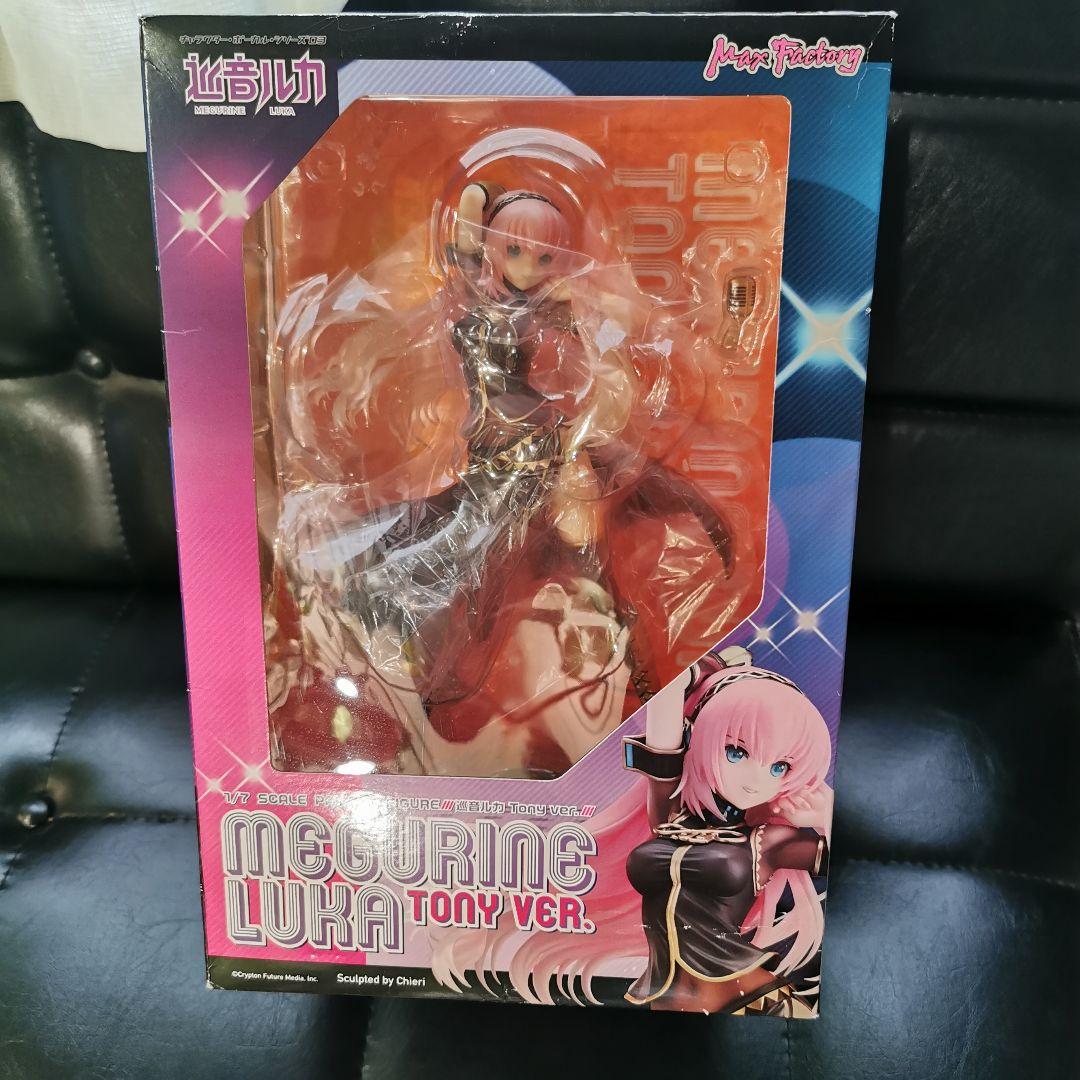 キャラクター・ボーカル・シリーズ03
巡音ルカ
MEGURINE LUKA
Max Factory
1/7 SCALE FIGURE /// 巡音ルカ Tony ver. ///
MEGURINE
LUKA TONY VER.
©Crypton Future Media, Inc.
Sculpted by Chieri